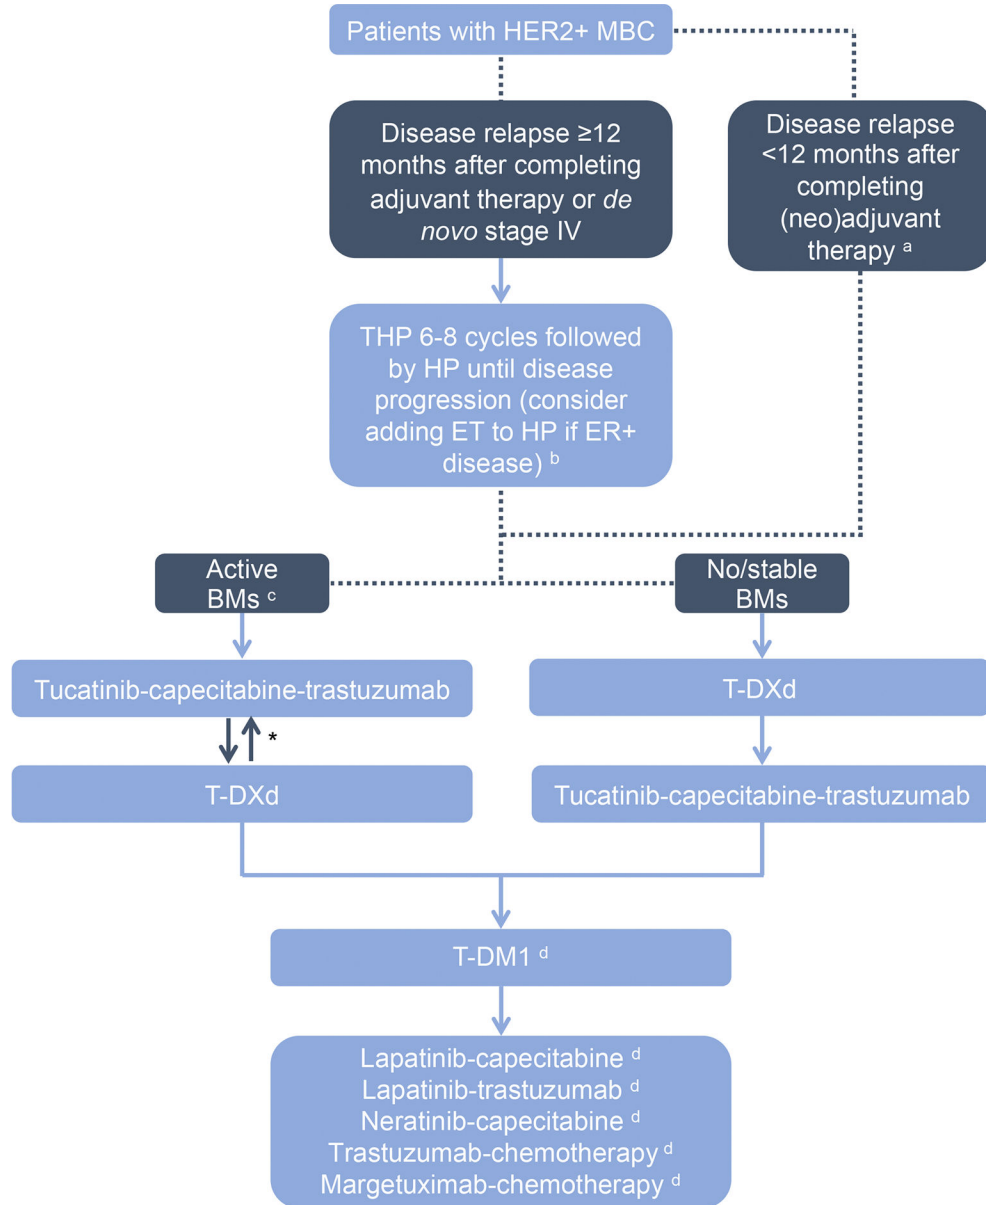 Patients with HER2+ MBC
Disease relapse ≥12
months after completing
adjuvant therapy or de
novo stage IV
Disease relapse
<12 months after
completing
(neo)adjuvant
therapy a
THP 6-8 cycles followed
by HP until disease
progression (consider
adding ET to HP if ER+
disease) b
Active
BMs c
No/stable
BMs
Tucatinib-capecitabine-trastuzumab
T-DXd
*
T-DXd
Tucatinib-capecitabine-trastuzumab
T-DM1 d
Lapatinib-capecitabine d
Lapatinib-trastuzumab d
Neratinib-capecitabine d
Trastuzumab-chemotherapy d
Margetuximab-chemotherapy d